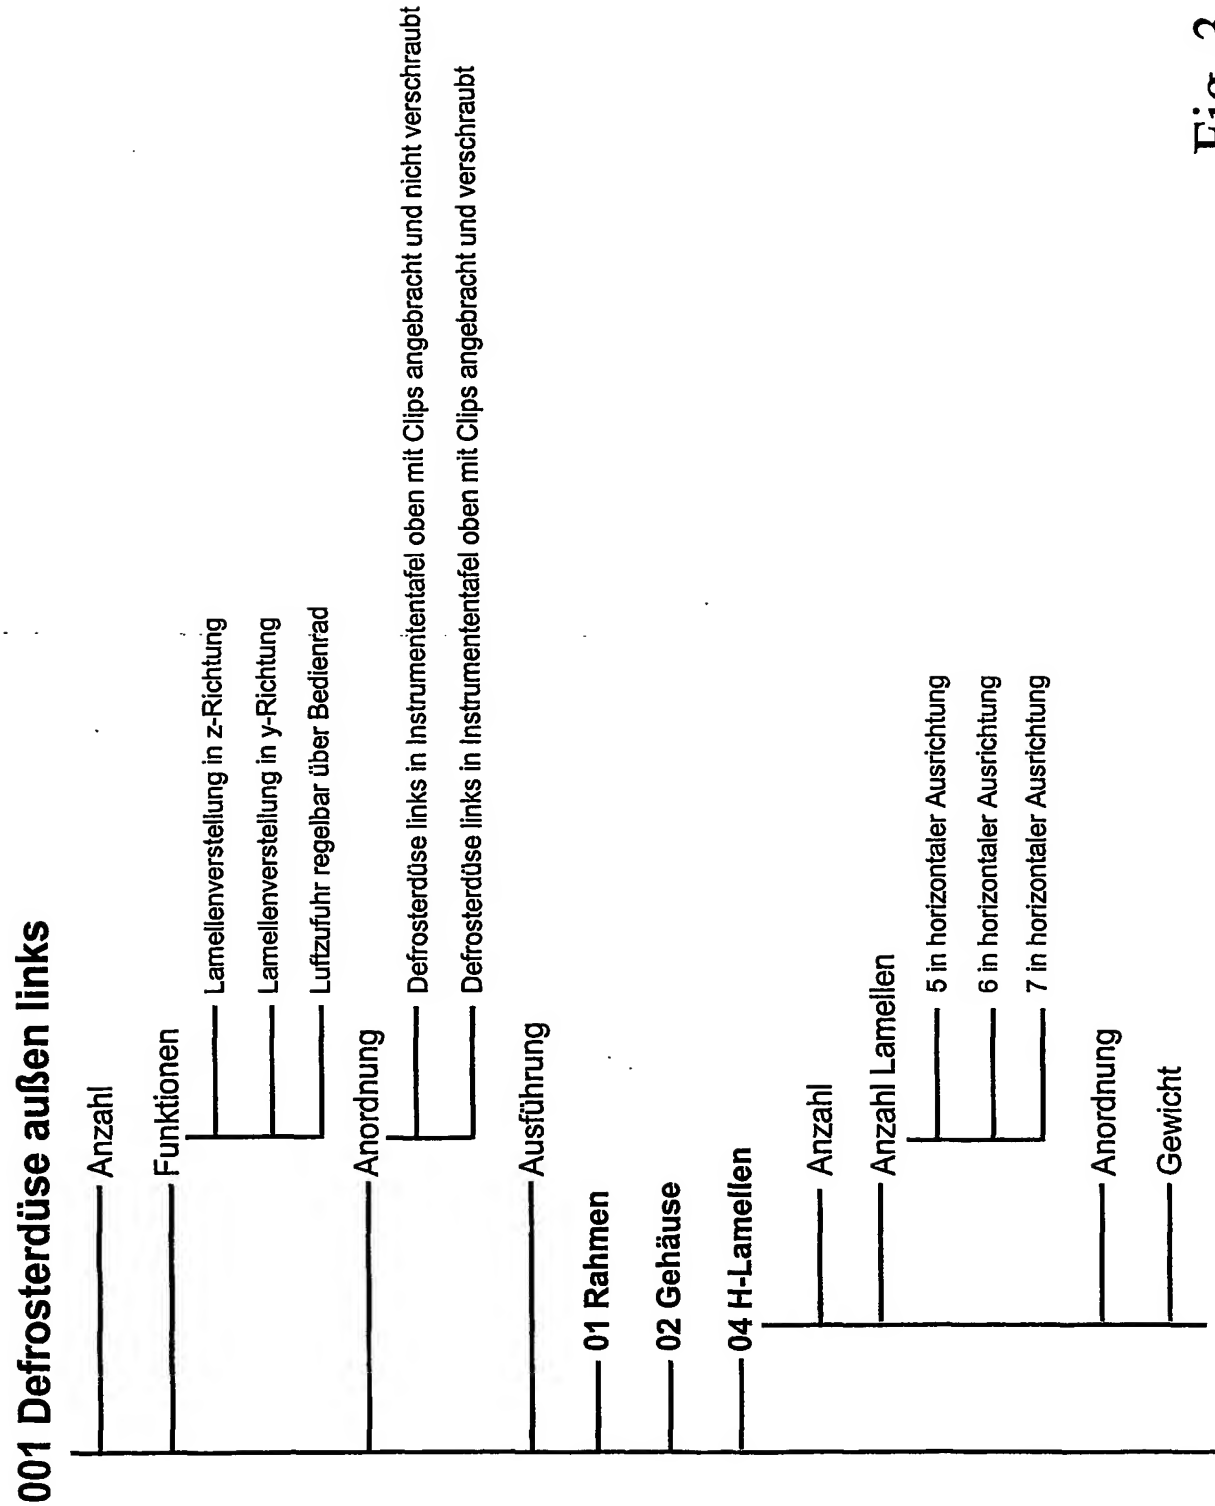 001 Defrosterdüse außen links
Anzahl
Funktionen
Lamellenverstellung in z-Richtung
Lamellenverstellung in y-Richtung
Luftzufuhr regelbar über Bedienrad
Anordnung
Defrosterdüse links in Instrumententafel oben mit Clips angebracht und nicht verschraubt
Defrosterdüse links in Instrumententafel oben mit Clips angebracht und verschraubt
Ausführung
01 Rahmen
02 Gehäuse
04 H-Lamellen
Anzahl
Anzahl Lamellen
5 in horizontaler Ausrichtung
6 in horizontaler Ausrichtung
7 in horizontaler Ausrichtung
Anordnung
Gewicht
Fig.